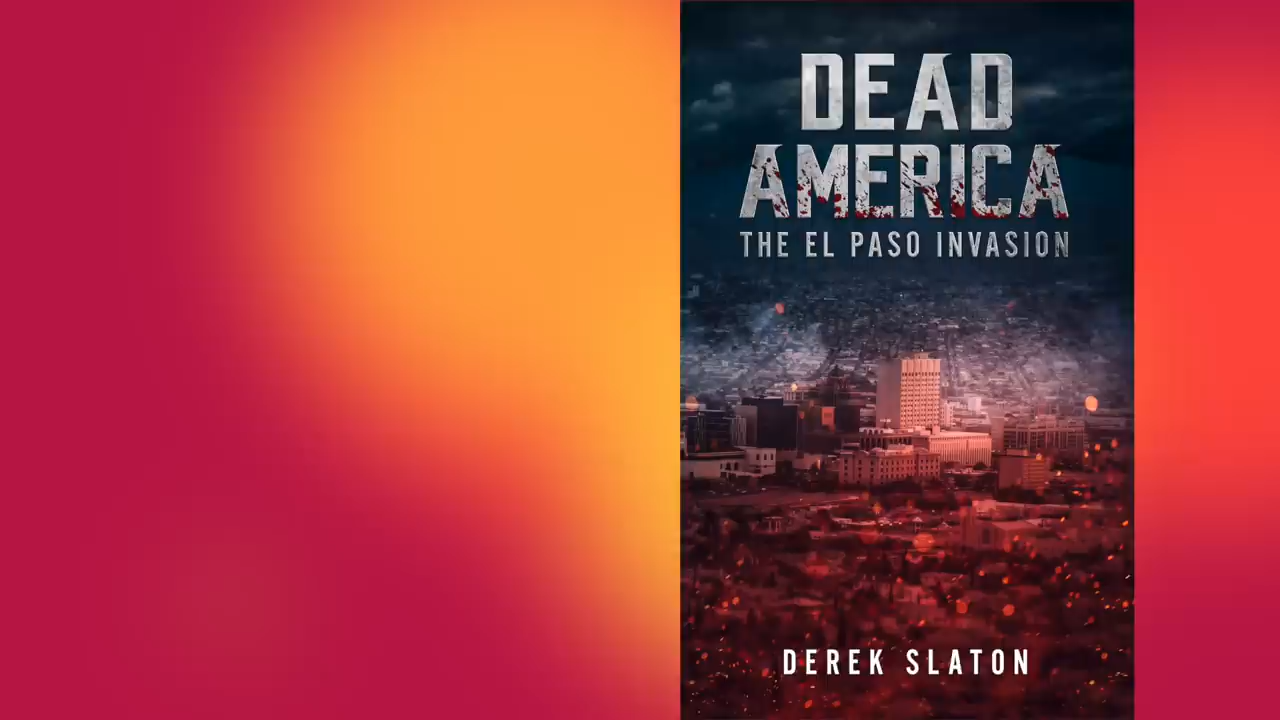 DEAD
AMERICA
THE EL PASO INVASION
DEREK SLATON